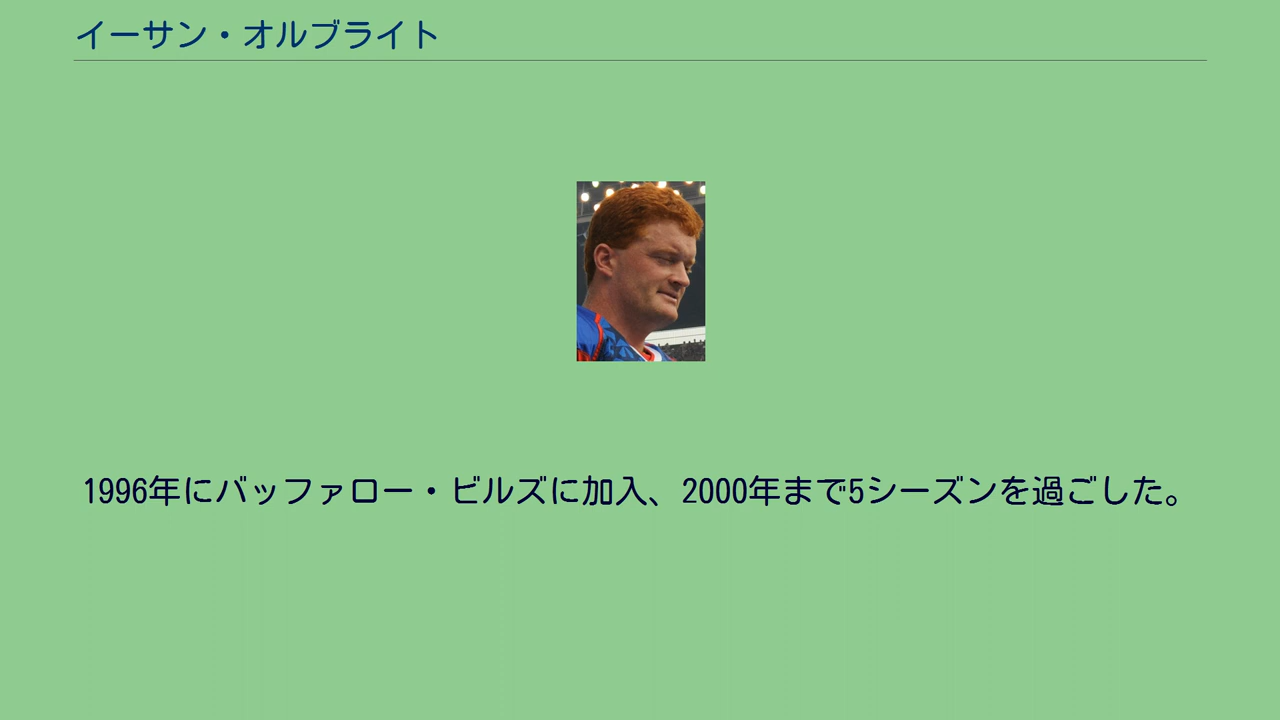 イーサン・オルブライト
1996年にバッファロー・ビルズに加入、2000年まで5シーズンを過ごした。